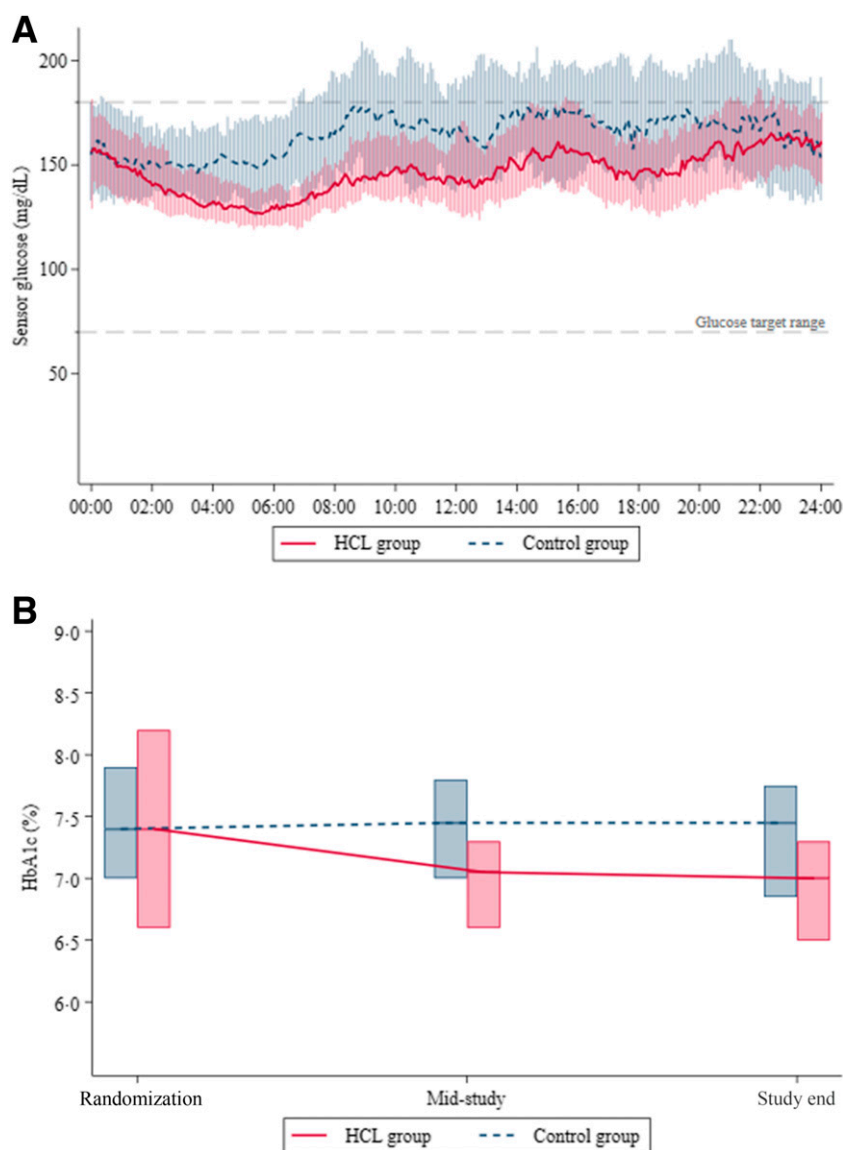 A
200
150
100
50
Sensor glucose (mg/dL)
Glucose target range
00:00 02:00 04:00 06:00 08:00 10:00 12:00 14:00 16:00 18:00 20:00 22:00 24:00
HCL group Control group
B
9·0
8·5
8·0
7·5
7·0
6·5
6·0
HbA1c (%)
Randomization Mid-study Study end
HCL group Control group